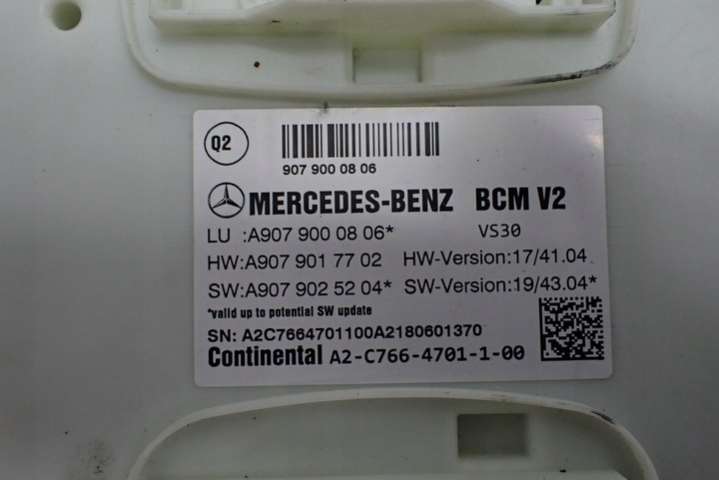 Q2
907 900 08 06
MERCEDES-BENZ BCM V2
LU :A907 900 08 06* VS30
HW:A907 901 77 02 HW-Version:17/41.04
SW:A907 902 52 04* SW-Version:19/43.04*
*valid up to potential SW update
SN: A2C7664701100A2180601370
Continental A2-C766-4701-1-00